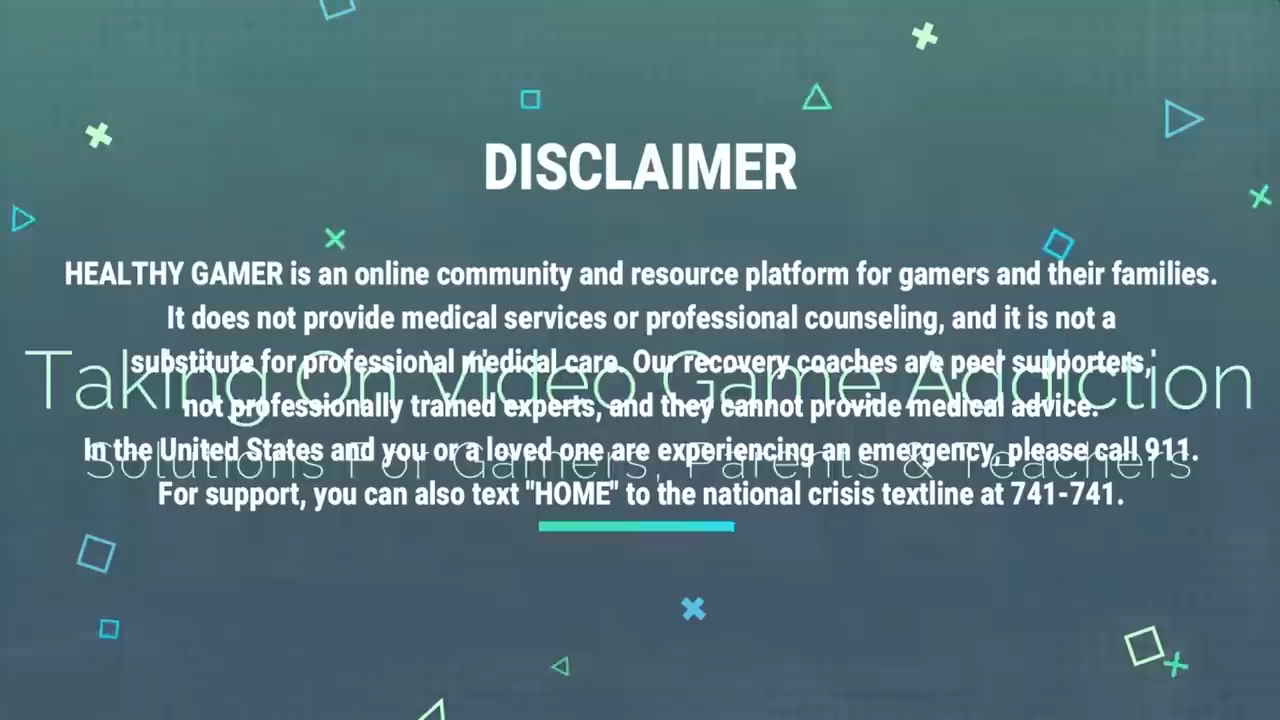 DISCLAIMER
HEALTHY GAMER is an online community and resource platform for gamers and their families.
It does not provide medical services or professional counseling, and it is not a
substitute for professional medical care. Our recovery coaches are peer supporters,
Taking On Video Game Addiction
not professionally trained experts, and they cannot provide medical advice.
In the United States and you or a loved one are experiencing an emergency, please call 911.
Solutions For Gamers, Parents & Teachers
For support, you can also text "HOME" to the national crisis textline at 741-741.